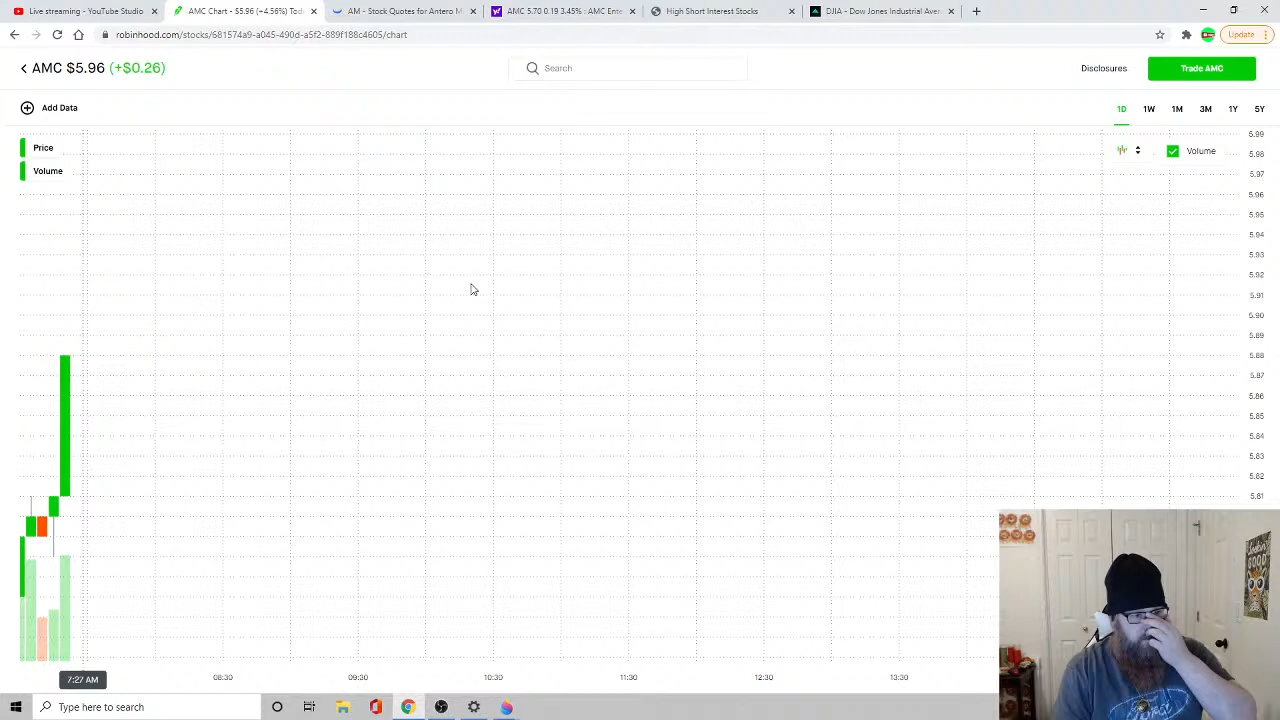 Live streaming - YouTube Studio
AMC Chart - $5.96 (+4.56%) Tod
AM - Stock Quotes for Antero M
AMC 5.70 0.19 3.45% : AMC Ente
High Short Interest Stocks
DJIA - Dow Jones Industrial Aver
robinhood.com/stocks/681574a9-a045-490d-a5f2-889f188c4605/chart
Update
AMC $5.96 (+$0.26)
Search
Disclosures
Trade AMC
Add Data
1D 1W 1M 3M 1Y 5Y
Price
Volume
Volume
5.99
5.98
5.97
5.96
5.95
5.94
5.93
5.92
5.91
5.90
5.89
5.88
5.87
5.86
5.85
5.84
5.83
5.82
5.81
7:27 AM
08:30 09:30 10:30 11:30 12:30 13:30
Type here to search